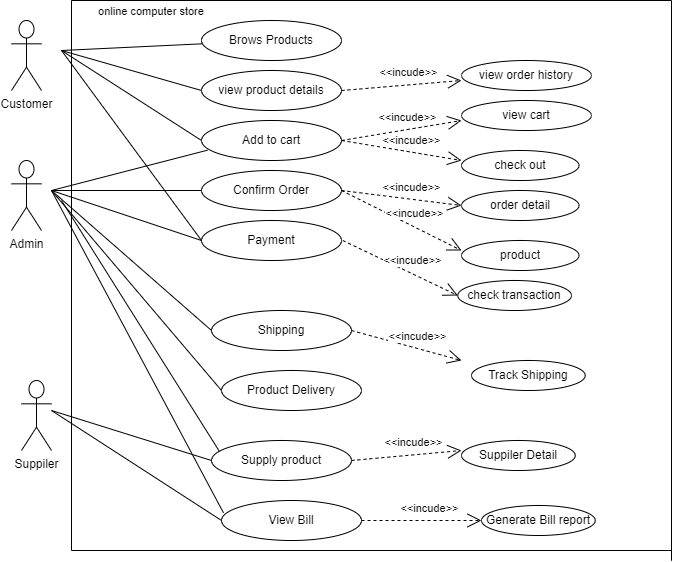 online computer store
Brows Products
<<incude>>
view order history
view product details
Customer
<<incude>>
view cart
Add to cart
<<incude>>
check out
Confirm Order
<<incude>>
order detail
<<incude>>
Admin
Payment
product
<<incude>>
check transaction
Shipping
<<incude>>
Track Shipping
Product Delivery
<<incude>>
Suppiler
Supply product
Suppiler Detail
<<incude>>
View Bill
Generate Bill report